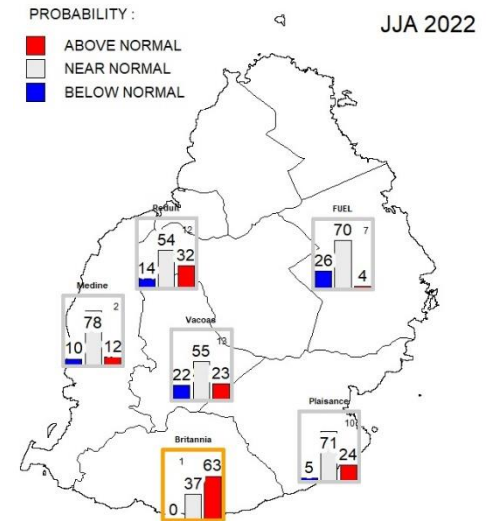 PROBABILITY :
JJA 2022
ABOVE NORMAL
NEAR NORMAL
BELOW NORMAL
Reduit
12
14 54 32
FUEL
7
26 70 4
Medine
2
10 78 12
Vacoas
13
22 55 23
Plaisance
10
5 71 24
Britannia
1
0 37 63